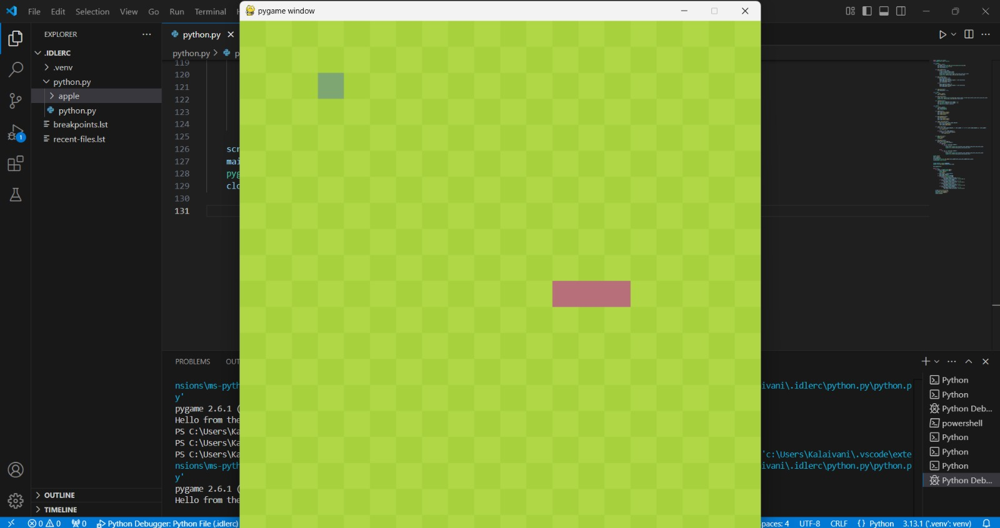 File Edit Selection View Go Run Terminal
pygame window
EXPLORER
.IDLERC
.venv
python.py
apple
python.py
breakpoints.lst
recent-files.lst
OUTLINE
TIMELINE
python.py
python.py
119
120
121
122
123
124
125
126 scr
127 mai
128 pyg
129 clo
130
131
PROBLEMS OUT
nsions\ms-pyth ivani\.idlerc\python.py\python.p
y'
pygame 2.6.1 (
Hello from the
PS C:\Users\Ka
PS C:\Users\Ka
PS C:\Users\Ka 'c:\Users\Kalaivani\.vscode\exte
nsions\ms-pyth ivani\.idlerc\python.py\python.p
y'
pygame 2.6.1 (
Hello from the
Python
Python
Python Deb...
powershell
Python
Python
Python
Python Deb...
1
0 0 0 Python Debugger: Python File (.idlerc) paces: 4 UTF-8 CRLF {} Python 3.13.1 ('.venv': venv)